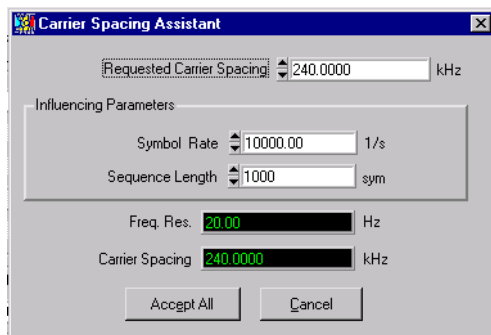 Carrier Spacing Assistant
Requested Carrier Spacing 240.0000 kHz
Influencing Parameters
Symbol Rate 10000.00 1/s
Sequence Length 1000 sym
Freq. Res. 20.00 Hz
Carrier Spacing 240.0000 kHz
Accept All Cancel